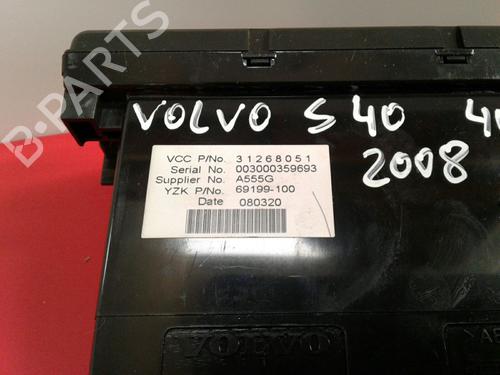 B-PARTS
VOLVO S 40
2008
VCC P/No. 31268051
Serial No. 003000359693
Supplier No. A555G
YZK P/No. 69199-100
Date 080320
VOLVO